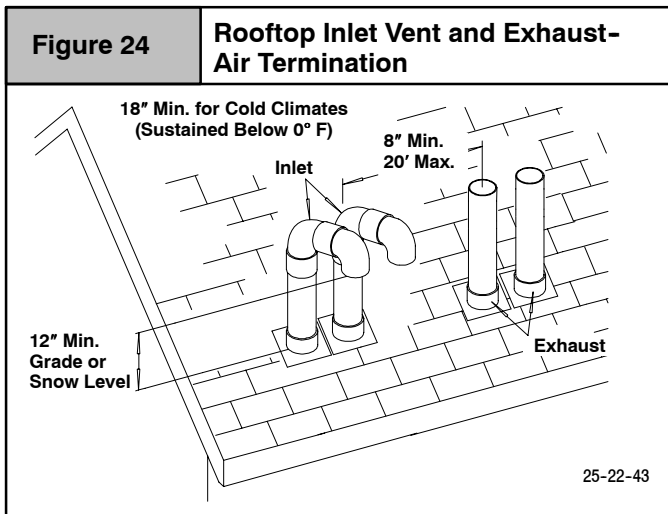 Figure 24
Rooftop Inlet Vent and Exhaust-
Air Termination
18″ Min. for Cold Climates
(Sustained Below 0° F)
8″ Min.
20′ Max.
Inlet
12″ Min.
Grade or
Snow Level
Exhaust
25-22-43